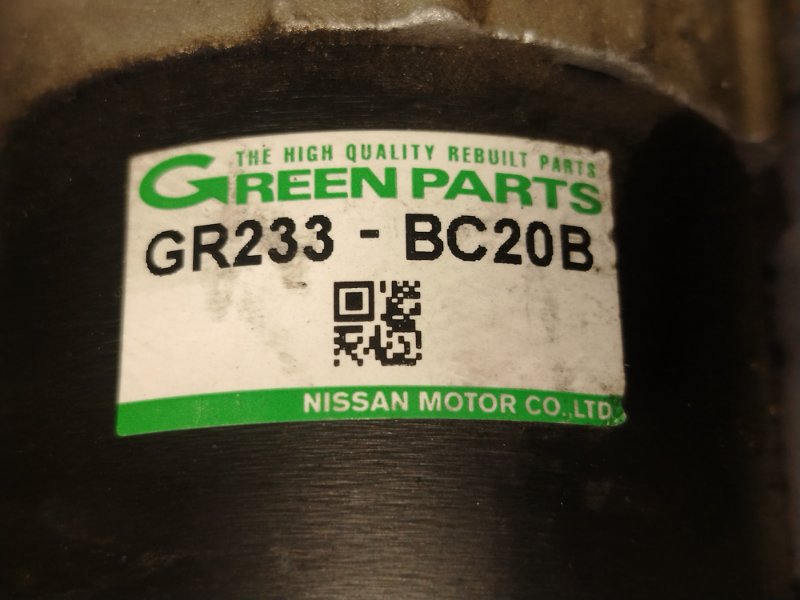 THE HIGH QUALITY REBUILT PARTS
GREEN PARTS
GR233 - BC20B
NISSAN MOTOR CO.,LTD.